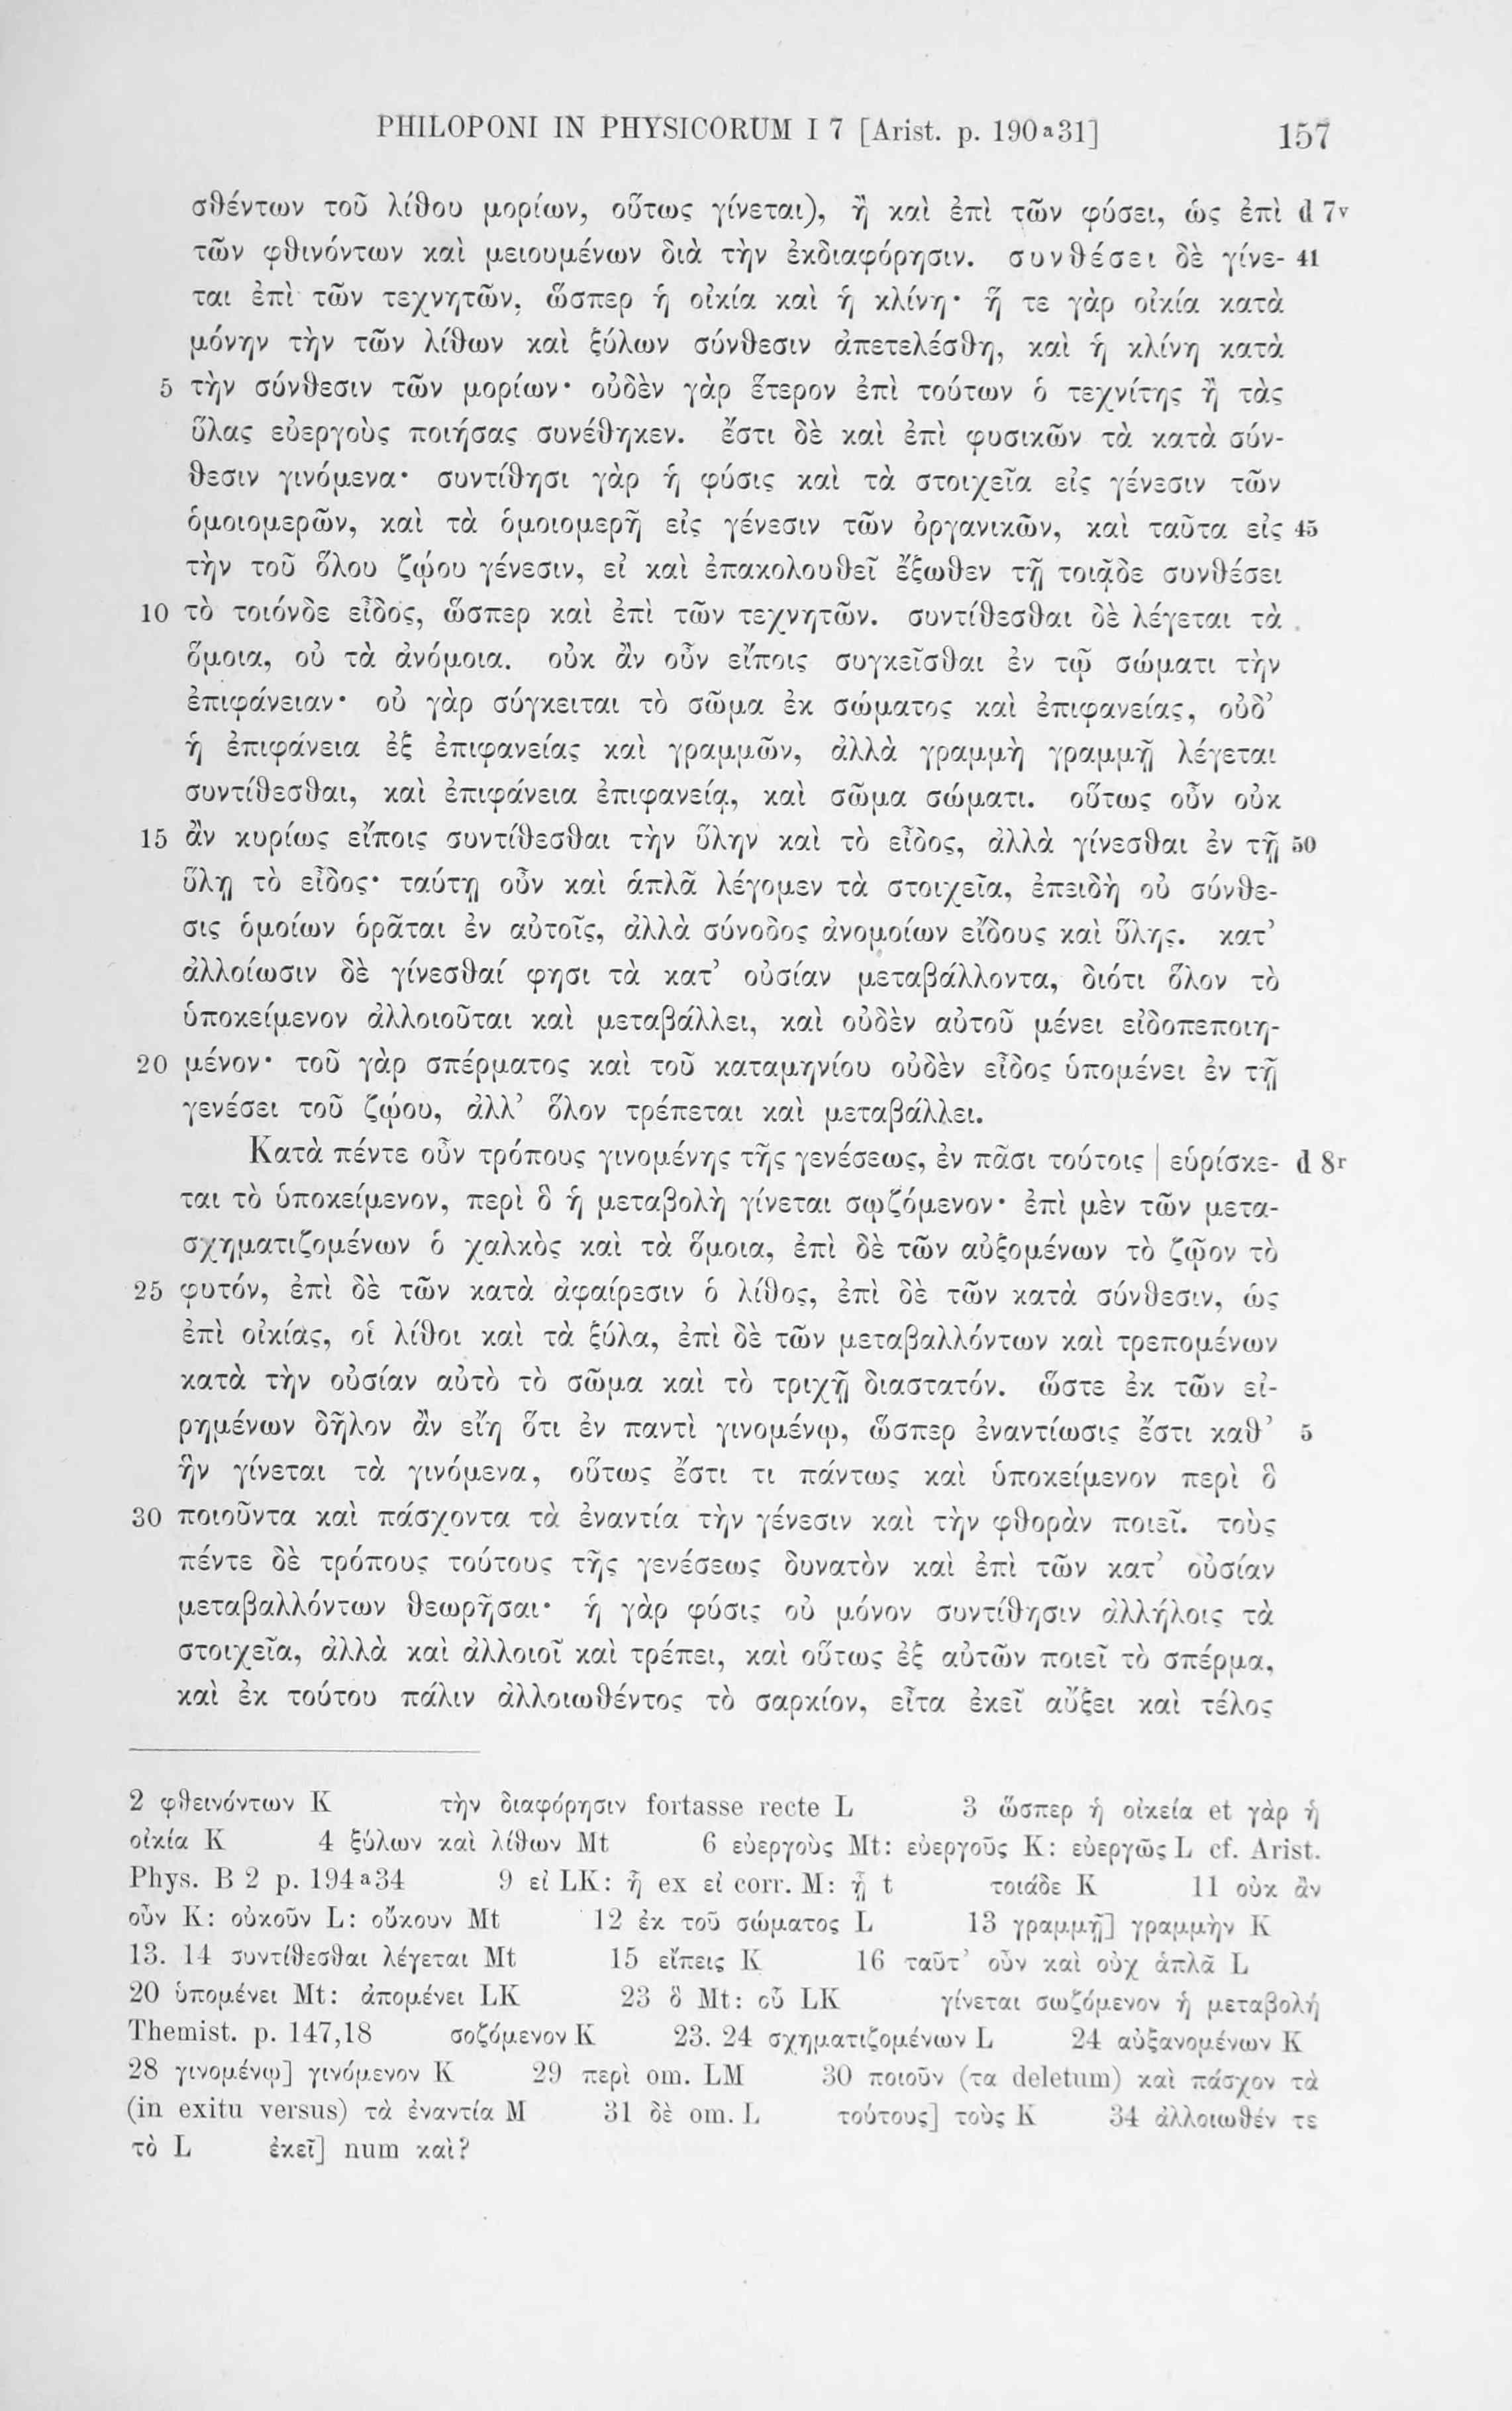 PHILOPONI IN PHYSICORUM I 7 [Arist. p. 190ᵃ31] 157
σθέντων τοῦ λίθου μορίων, οὕτως γίνεται), ἢ καὶ ἐπὶ τῶν φύσει, ὡς ἐπὶ d 7ᵛ
τῶν φθινόντων καὶ μειουμένων διὰ τὴν ἐκδιαφόρησιν. συνθέσει δὲ γίνε- 41
ται ἐπὶ τῶν τεχνητῶν, ὥσπερ ἡ οἰκία καὶ ἡ κλίνη· ἥ τε γὰρ οἰκία κατὰ
μόνην τὴν τῶν λίθων καὶ ξύλων σύνθεσιν ἀπετελέσθη, καὶ ἡ κλίνη κατὰ
5 τὴν σύνθεσιν τῶν μορίων· οὐδὲν γὰρ ἕτερον ἐπὶ τούτων ὁ τεχνίτης ἢ τὰς
ὕλας εὐεργοὺς ποιήσας συνέθηκεν. ἔστι δὲ καὶ ἐπὶ φυσικῶν τὰ κατὰ σύν-
θεσιν γινόμενα· συντίθησι γὰρ ἡ φύσις καὶ τὰ στοιχεῖα εἰς γένεσιν τῶν
ὁμοιομερῶν, καὶ τὰ ὁμοιομερῆ εἰς γένεσιν τῶν ὀργανικῶν, καὶ ταῦτα εἰς 45
τὴν τοῦ ὅλου ζῴου γένεσιν, εἰ καὶ ἐπακολουθεῖ ἔξωθεν τῇ τοιᾷδε συνθέσει
10 τὸ τοιόνδε εἶδος, ὥσπερ καὶ ἐπὶ τῶν τεχνητῶν. συντίθεσθαι δὲ λέγεται τὰ
ὅμοια, οὐ τὰ ἀνόμοια. οὐκ ἂν οὖν εἴποις συγκεῖσθαι ἐν τῷ σώματι τὴν
ἐπιφάνειαν· οὐ γὰρ σύγκειται τὸ σῶμα ἐκ σώματος καὶ ἐπιφανείας, οὐδ’
ἡ ἐπιφάνεια ἐξ ἐπιφανείας καὶ γραμμῶν, ἀλλὰ γραμμὴ γραμμῇ λέγεται
συντίθεσθαι, καὶ ἐπιφάνεια ἐπιφανείᾳ, καὶ σῶμα σώματι. οὕτως οὖν οὐκ
15 ἂν κυρίως εἴποις συντίθεσθαι τὴν ὕλην καὶ τὸ εἶδος, ἀλλὰ γίνεσθαι ἐν τῇ 50
ὕλῃ τὸ εἶδος· ταύτῃ οὖν καὶ ἁπλᾶ λέγομεν τὰ στοιχεῖα, ἐπειδὴ οὐ σύνθε-
σις ὁμοίων ὁρᾶται ἐν αὐτοῖς, ἀλλὰ σύνοδος ἀνομοίων εἴδους καὶ ὕλης. κατ’
ἀλλοίωσιν δὲ γίνεσθαί φησι τὰ κατ’ οὐσίαν μεταβάλλοντα, διότι ὅλον τὸ
ὑποκείμενον ἀλλοιοῦται καὶ μεταβάλλει, καὶ οὐδὲν αὐτοῦ μένει εἰδοπεποιη-
20 μένον· τοῦ γὰρ σπέρματος καὶ τοῦ καταμηνίου οὐδὲν εἶδος ὑπομένει ἐν τῇ
γενέσει τοῦ ζῴου, ἀλλ’ ὅλον τρέπεται καὶ μεταβάλλει.
Κατὰ πέντε οὖν τρόπους γινομένης τῆς γενέσεως, ἐν πᾶσι τούτοις | εὑρίσκε- d 8ʳ
ται τὸ ὑποκείμενον, περὶ ὃ ἡ μεταβολὴ γίνεται σῳζόμενον· ἐπὶ μὲν τῶν μετα-
σχηματιζομένων ὁ χαλκὸς καὶ τὰ ὅμοια, ἐπὶ δὲ τῶν αὐξομένων τὸ ζῷον τὸ
25 φυτόν, ἐπὶ δὲ τῶν κατὰ ἀφαίρεσιν ὁ λίθος, ἐπὶ δὲ τῶν κατὰ σύνθεσιν, ὡς
ἐπὶ οἰκίας, οἱ λίθοι καὶ τὰ ξύλα, ἐπὶ δὲ τῶν μεταβαλλόντων καὶ τρεπομένων
κατὰ τὴν οὐσίαν αὐτὸ τὸ σῶμα καὶ τὸ τριχῇ διαστατόν. ὥστε ἐκ τῶν εἰ-
ρημένων δῆλον ἂν εἴη ὅτι ἐν παντὶ γινομένῳ, ὥσπερ ἐναντίωσις ἔστι καθ’ 5
ἣν γίνεται τὰ γινόμενα, οὕτως ἔστι τι πάντως καὶ ὑποκείμενον περὶ ὃ
30 ποιοῦντα καὶ πάσχοντα τὰ ἐναντία τὴν γένεσιν καὶ τὴν φθορὰν ποιεῖ. τοὺς
πέντε δὲ τρόπους τούτους τῆς γενέσεως δυνατὸν καὶ ἐπὶ τῶν κατ’ οὐσίαν
μεταβαλλόντων θεωρῆσαι· ἡ γὰρ φύσις οὐ μόνον συντίθησιν ἀλλήλοις τὰ
στοιχεῖα, ἀλλὰ καὶ ἀλλοιοῖ καὶ τρέπει, καὶ οὕτως ἐξ αὐτῶν ποιεῖ τὸ σπέρμα,
καὶ ἐκ τούτου πάλιν ἀλλοιωθέντος τὸ σαρκίον, εἶτα ἐκεῖ αὔξει καὶ τέλος
2 φθεινόντων K τὴν διαφόρησιν fortasse recte L 3 ὥσπερ ἡ οἰκεία et γὰρ ἡ
οἰκία K 4 ξύλων καὶ λίθων Mt 6 εὐεργοὺς Mt: εὐεργοῦς K: εὐεργῶς L cf. Arist.
Phys. B 2 p. 194ᵃ34 9 εἰ LK: ᾗ ex εἰ corr. M: ᾗ t τοιάδε K 11 οὐκ ἂν
οὖν K: οὐκοῦν L: οὔκουν Mt 12 ἐκ τοῦ σώματος L 13 γραμμῇ] γραμμὴν K
13. 14 συντίθεσθαι λέγεται Mt 15 εἴπεις K 16 ταῦτ’ οὖν καὶ οὐχ ἁπλᾶ L
20 ὑπομένει Mt: ἀπομένει LK 23 ὃ Mt: οὗ LK γίνεται σωζόμενον ἡ μεταβολή
Themist. p. 147,18 σοζόμενον K 23. 24 σχηματιζομένων L 24 αὐξανομένων K
28 γινομένῳ] γινόμενον K 29 περὶ om. LM 30 ποιοῦν (τα deletum) καὶ πάσχον τὰ
(in exitu versus) τὰ ἐναντία M 31 δὲ om. L τούτους] τοὺς K 34 ἀλλοιωθέν τε
τὸ L ἐκεῖ] num καὶ?